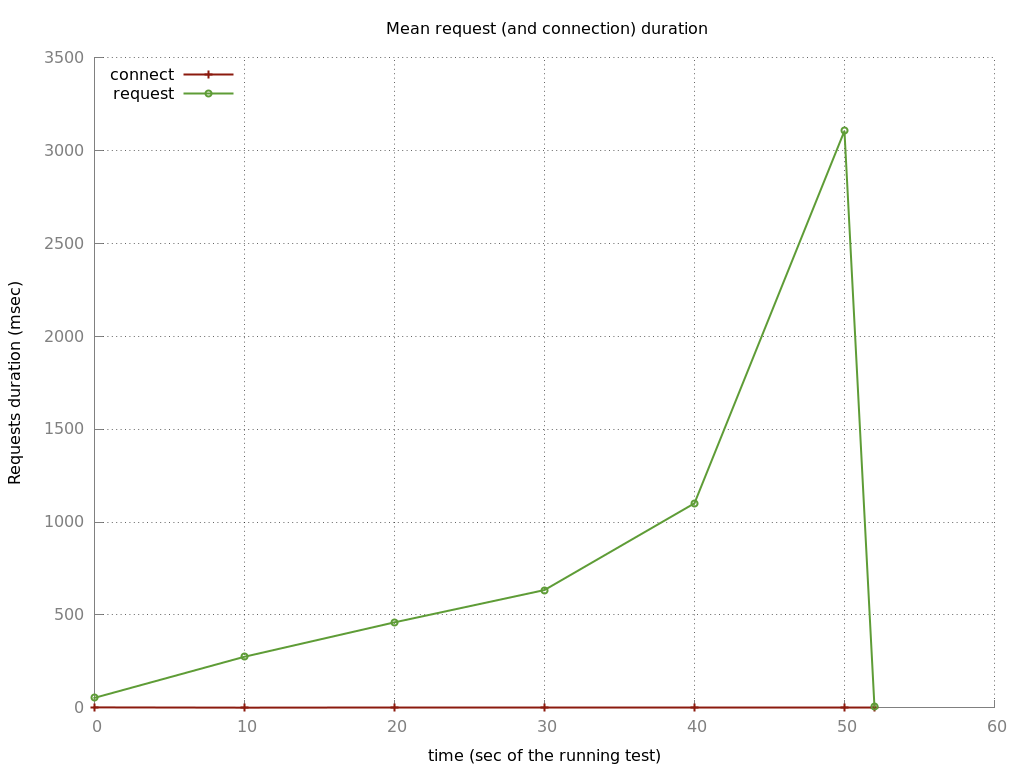 Mean request (and connection) duration
3500
connect
request
3000
2500
2000
1500
1000
500
0
0 10 20 30 40 50 60
Requests duration (msec)
time (sec of the running test)